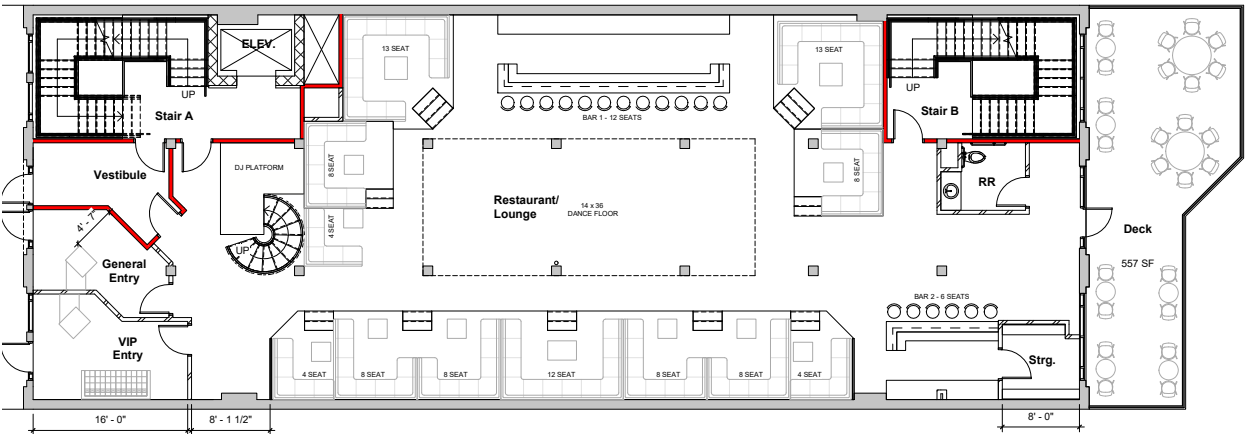 ELEV.
13 SEAT
13 SEAT
UP
UP
Stair A
Stair B
BAR 1 - 12 SEATS
Vestibule
DJ PLATFORM
8 SEAT
8 SEAT
RR
4'- 7"
Restaurant/
Lounge
14 x 36
DANCE FLOOR
4 SEAT
UP
Deck
General
Entry
557 SF
BAR 2 - 6 SEATS
VIP
Entry
Strg.
4 SEAT
8 SEAT
8 SEAT
12 SEAT
8 SEAT
8 SEAT
4 SEAT
16' - 0"
8' - 1 1/2"
8' - 0"